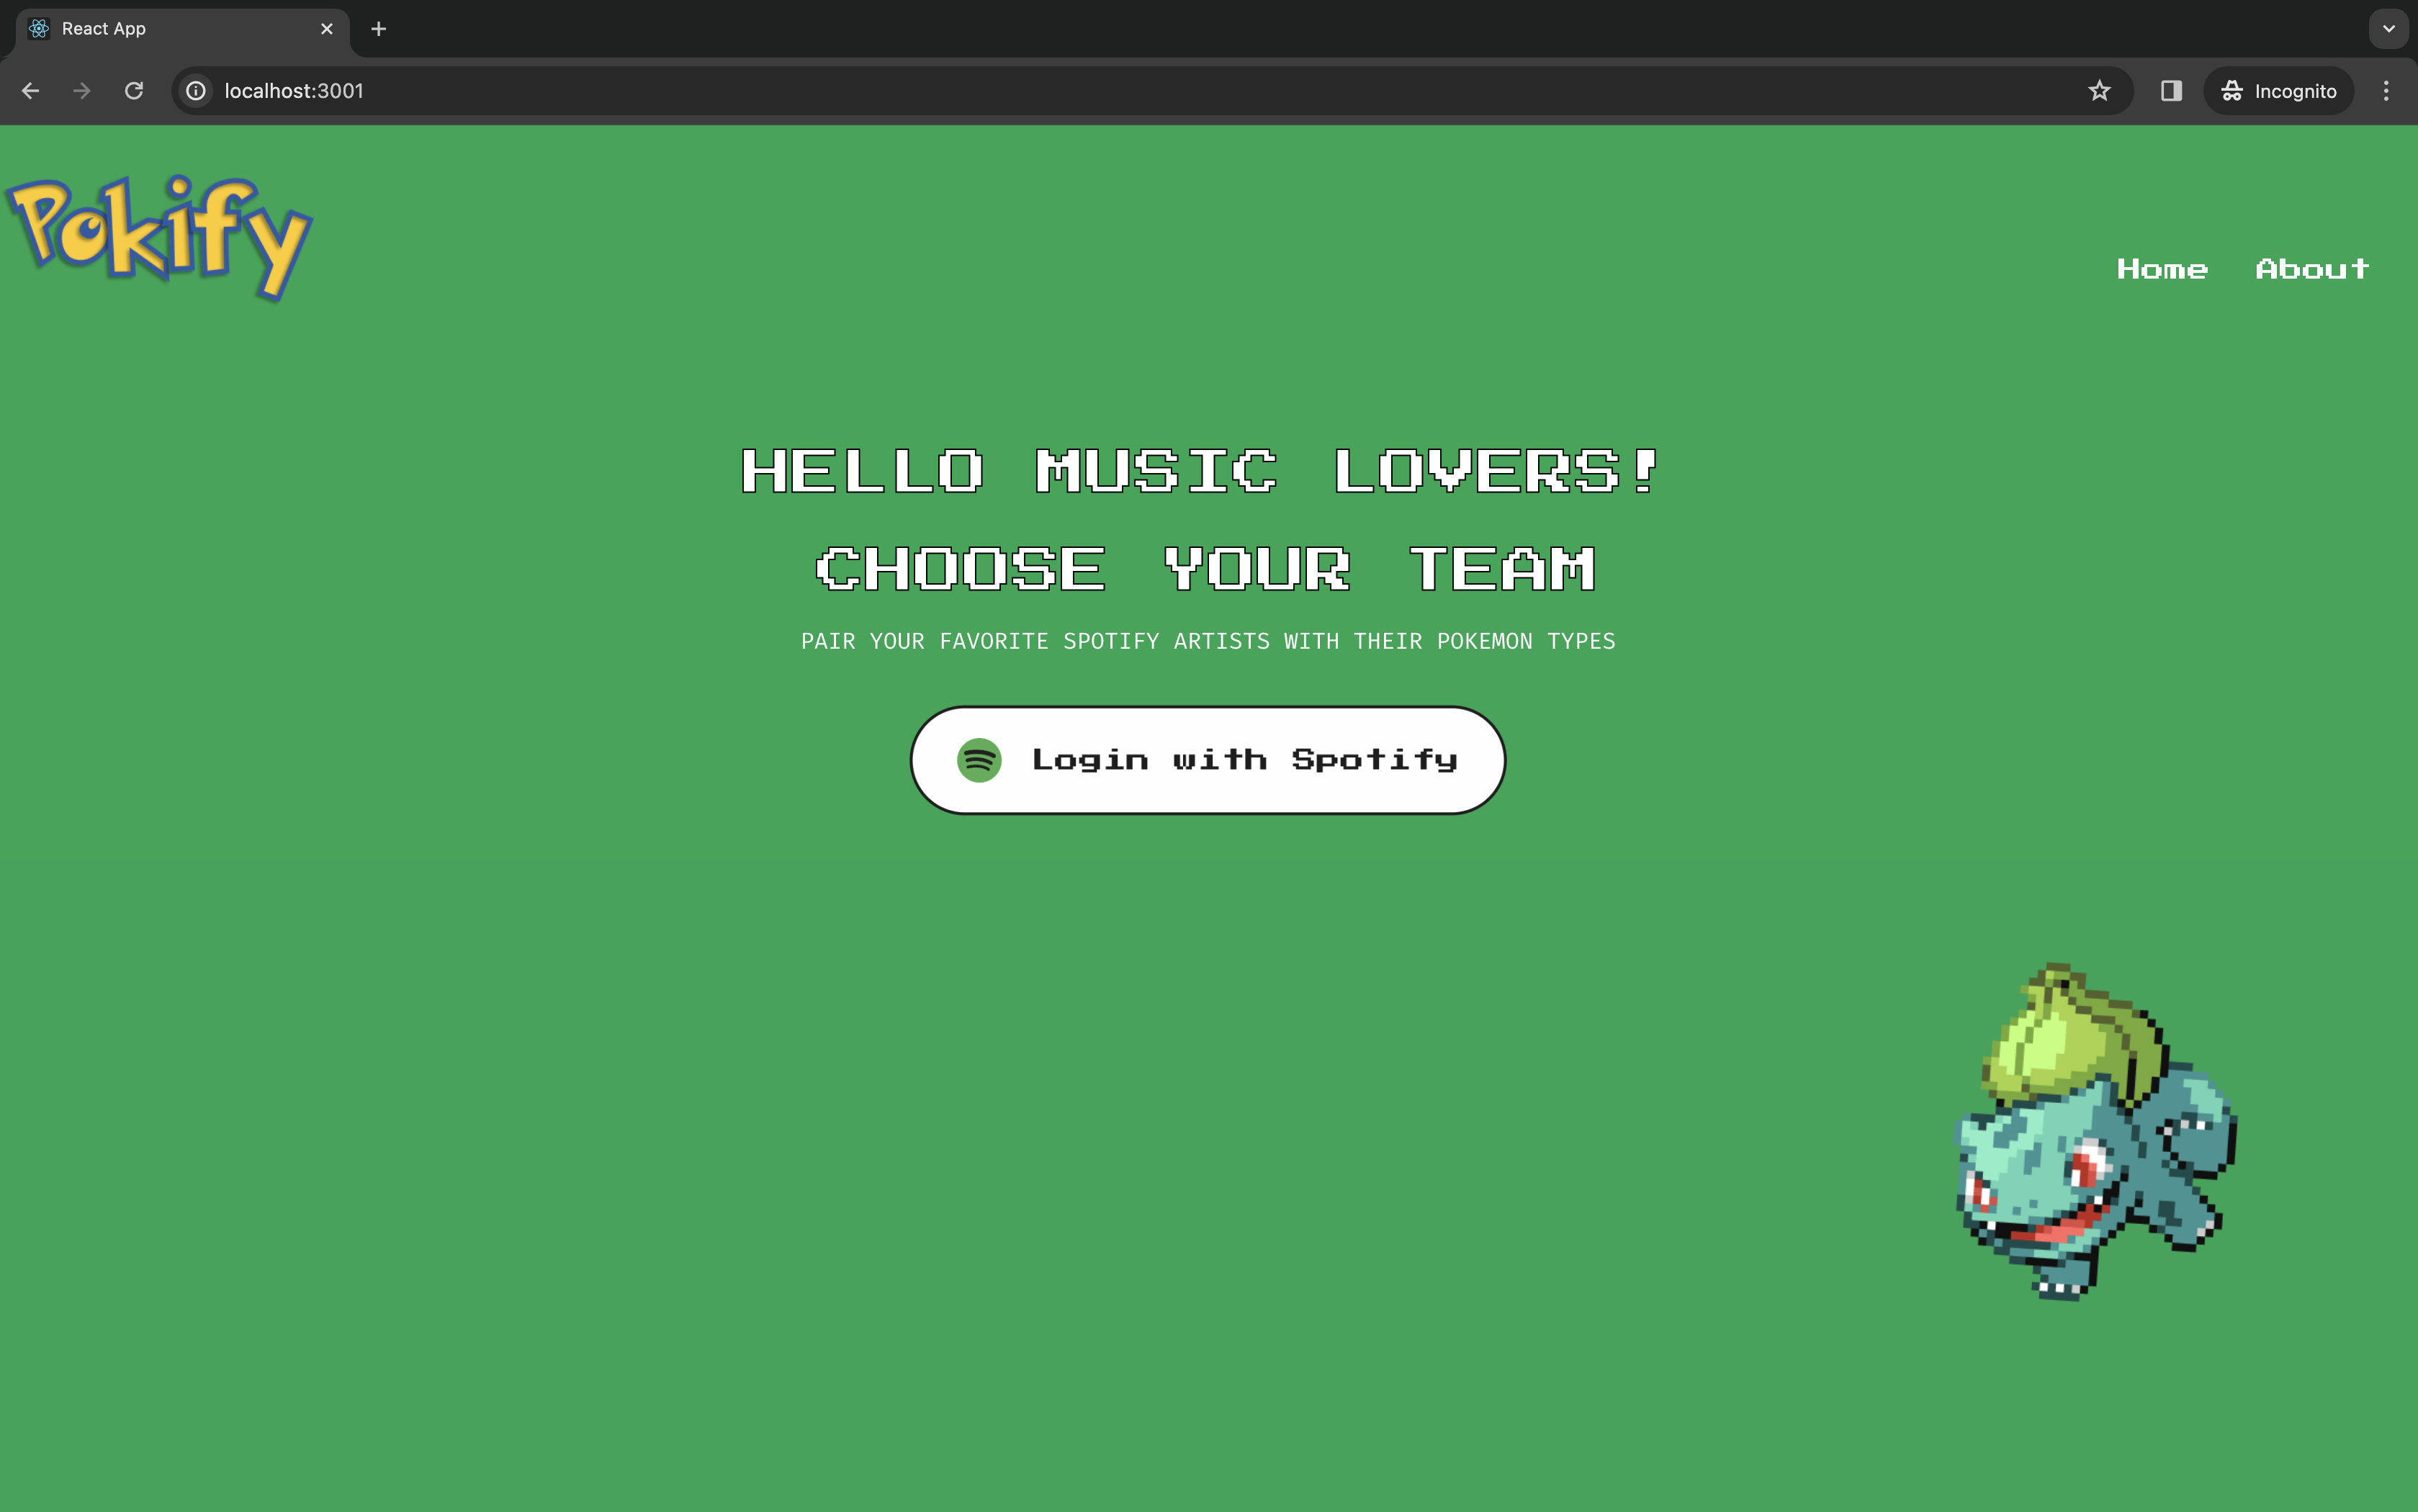 React App
localhost:3001
Incognito
Pokify
Home About
HELLO MUSIC LOVERS!
CHOOSE YOUR TEAM
PAIR YOUR FAVORITE SPOTIFY ARTISTS WITH THEIR POKEMON TYPES
Login with Spotify